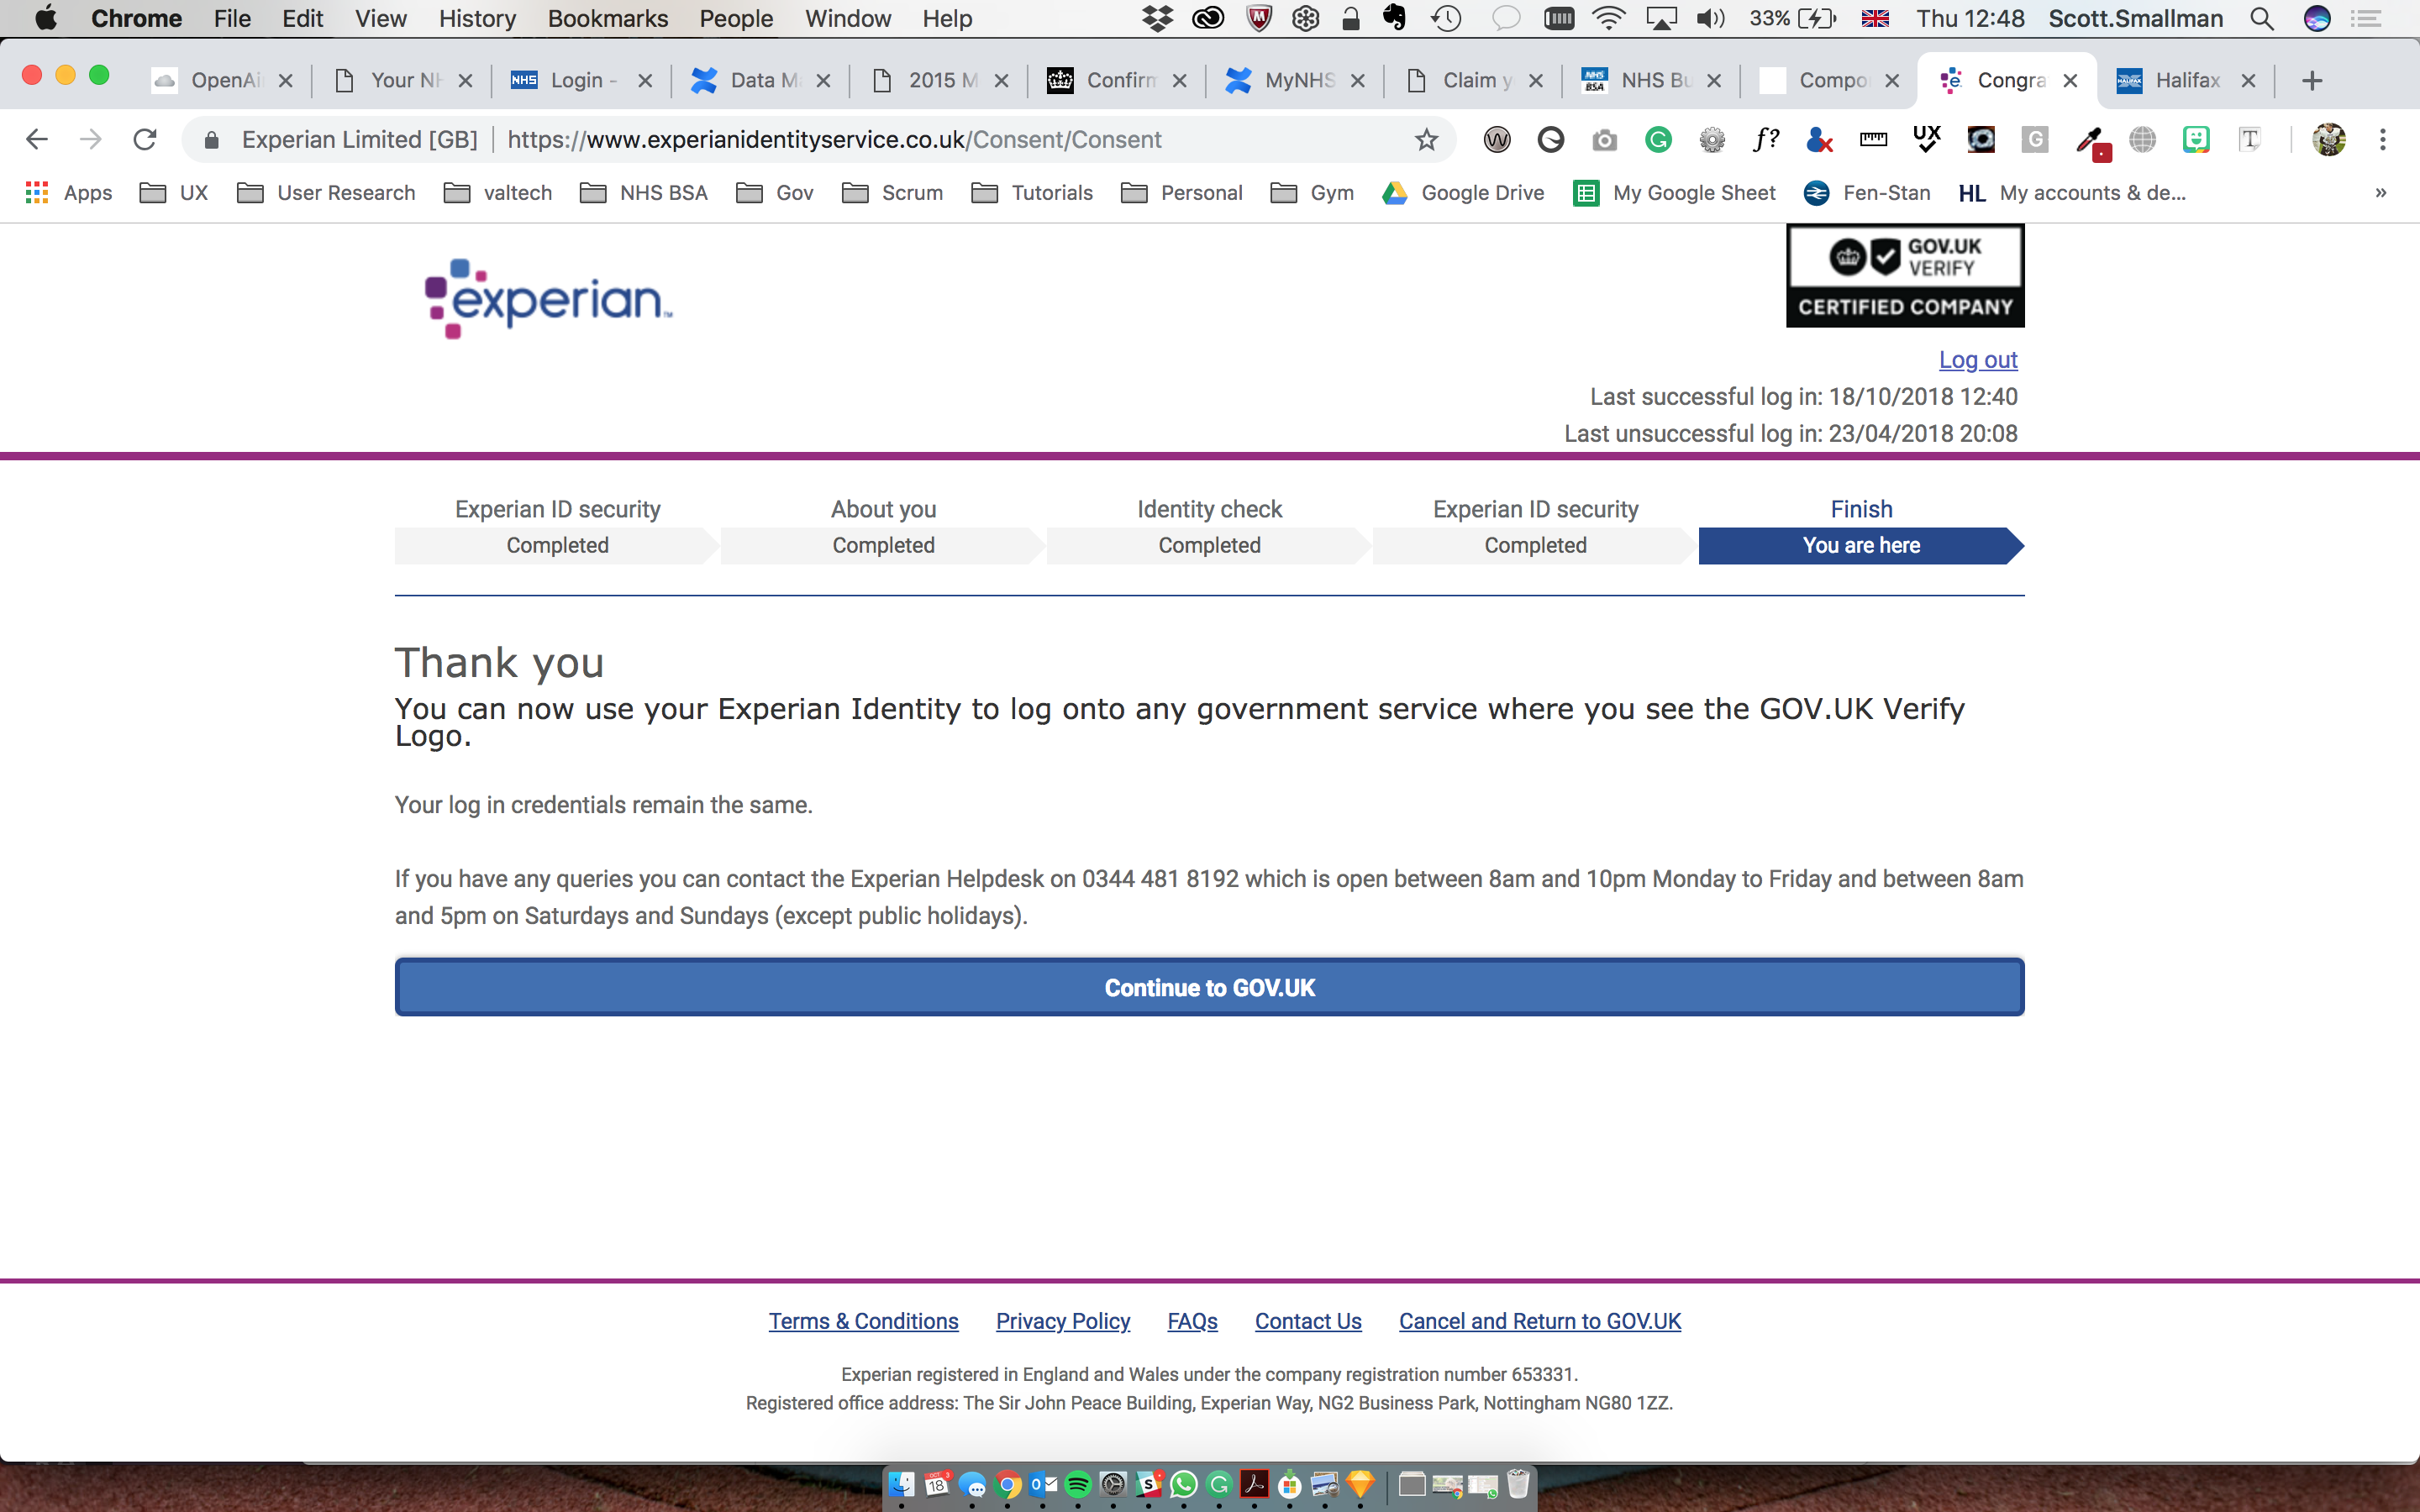 Chrome File Edit View History Bookmarks People Window Help 33% Thu 12:48 Scott.Smallman
OpenAi Your NH NHS Login - Data Ma 2015 M Confirm MyNHS Claim y NHS BSA NHS Bu Compo Congra HALIFAX Halifax
Experian Limited [GB] https://www.experianidentityservice.co.uk/Consent/Consent f? UX G T
Apps UX User Research valtech NHS BSA Gov Scrum Tutorials Personal Gym Google Drive My Google Sheet Fen-Stan HL My accounts & de... »
experian™
GOV.UK
VERIFY
CERTIFIED COMPANY
Log out
Last successful log in: 18/10/2018 12:40
Last unsuccessful log in: 23/04/2018 20:08
Experian ID security About you Identity check Experian ID security Finish
Completed Completed Completed Completed You are here
Thank you
You can now use your Experian Identity to log onto any government service where you see the GOV.UK Verify
Logo.
Your log in credentials remain the same.
If you have any queries you can contact the Experian Helpdesk on 0344 481 8192 which is open between 8am and 10pm Monday to Friday and between 8am
and 5pm on Saturdays and Sundays (except public holidays).
Continue to GOV.UK
Terms & Conditions Privacy Policy FAQs Contact Us Cancel and Return to GOV.UK
Experian registered in England and Wales under the company registration number 653331.
Registered office address: The Sir John Peace Building, Experian Way, NG2 Business Park, Nottingham NG80 1ZZ.
OCT 18 3